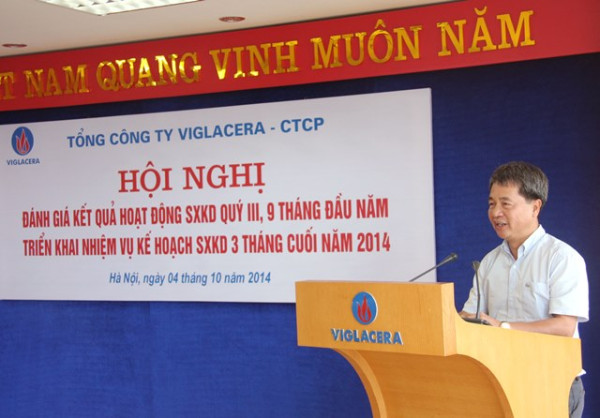 T NAM QUANG VINH MUÔN NĂM
VIGLACERA
TỔNG CÔNG TY VIGLACERA - CTCP
HỘI NGHỊ
ĐÁNH GIÁ KẾT QUẢ HOẠT ĐỘNG SXKD QUÝ III, 9 THÁNG ĐẦU NĂM
TRIỂN KHAI NHIỆM VỤ KẾ HOẠCH SXKD 3 THÁNG CUỐI NĂM 2014
Hà Nội, ngày 04 tháng 10 năm 2014
VIGLACERA